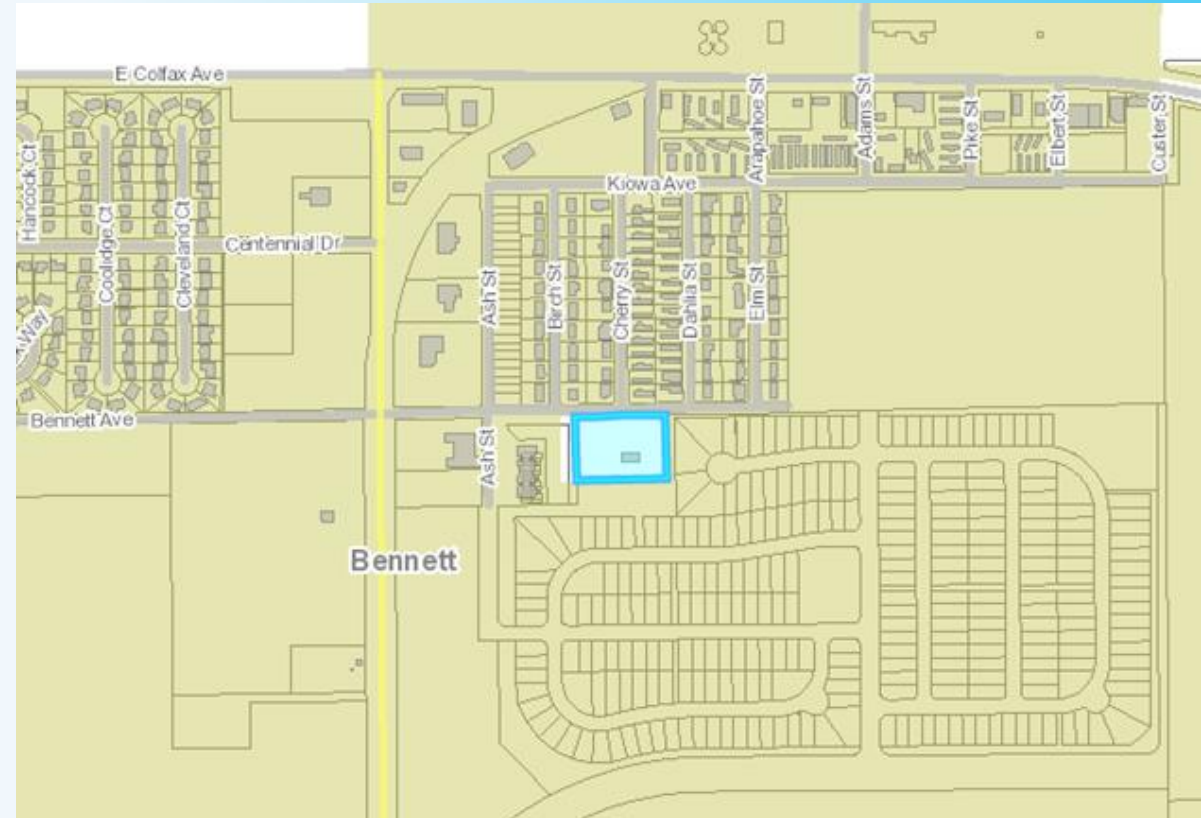 E Colfax Ave
Hancock Ct
Coolidge Ct
Cleveland Ct
Centennial Dr
Way
Bennett Ave
Ash St
Birch St
Cherry St
Dahlia St
Elm St
Kiowa Ave
Arapahoe St
Adams St
Pike St
Elbert St
Custer St
Ash St
Bennett